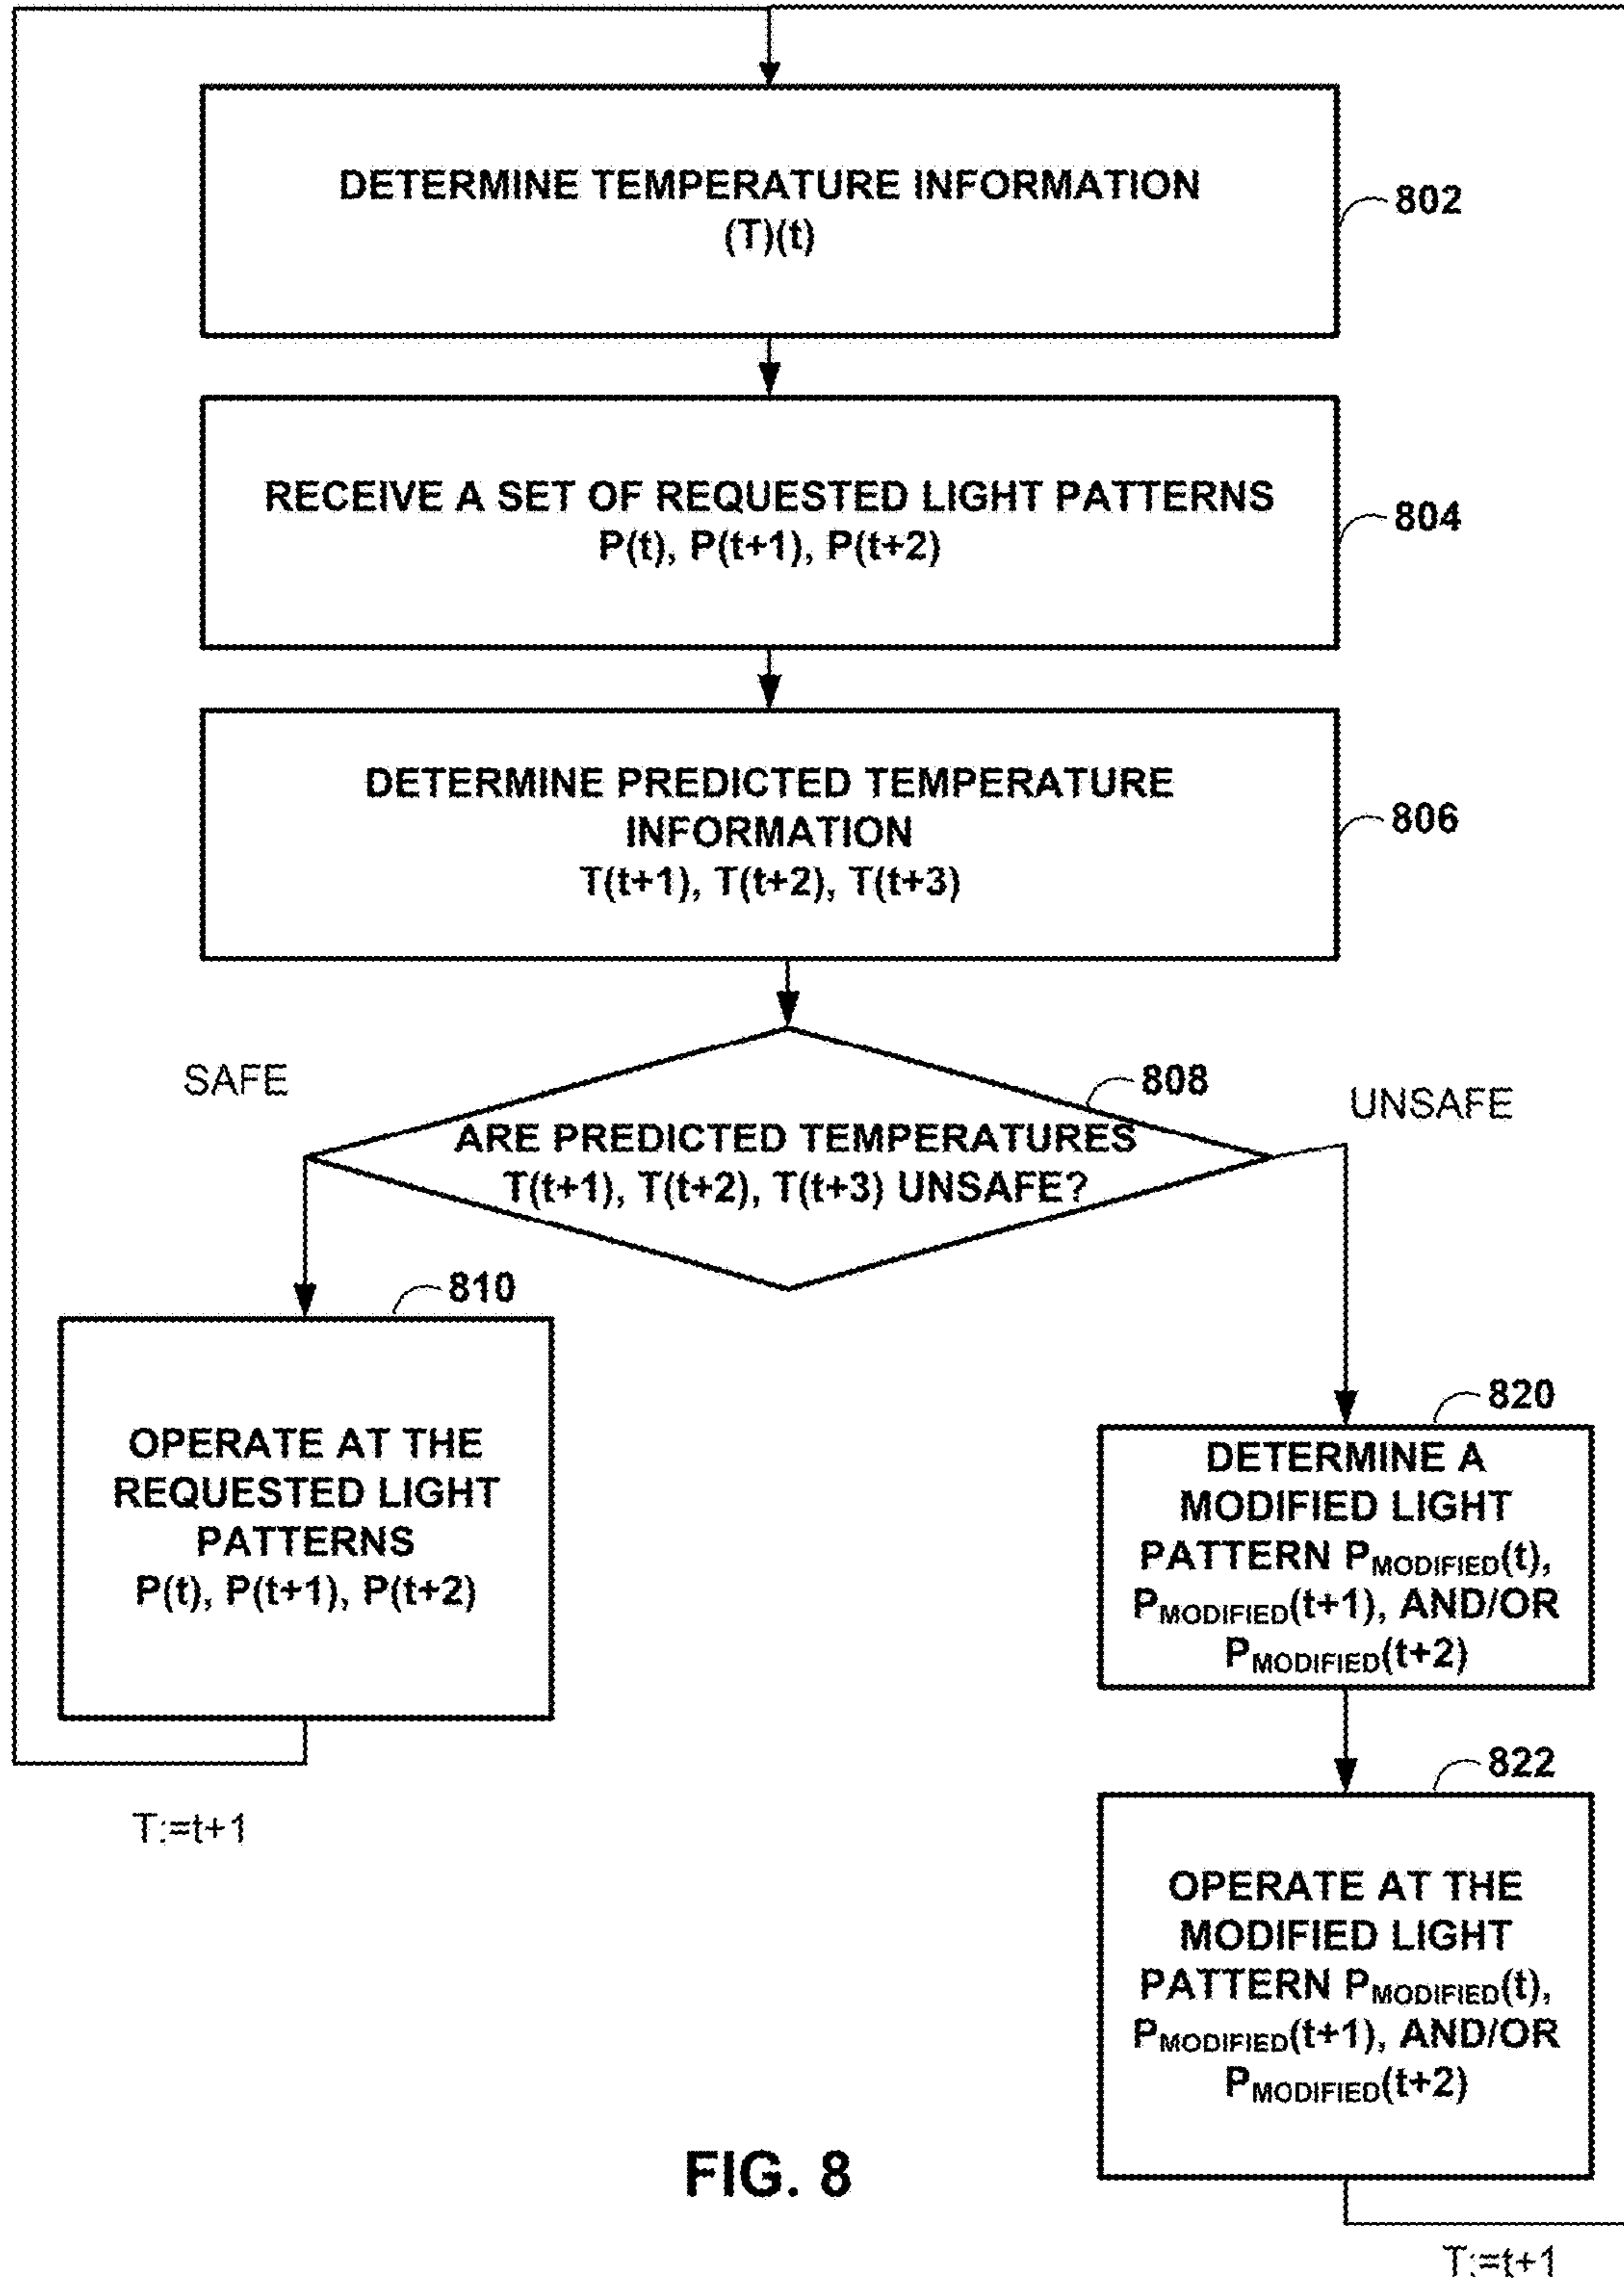 DETERMINE TEMPERATURE INFORMATION
(T)(t)
802
RECEIVE A SET OF REQUESTED LIGHT PATTERNS
P(t), P(t+1), P(t+2)
804
DETERMINE PREDICTED TEMPERATURE
INFORMATION
T(t+1), T(t+2), T(t+3)
806
SAFE
808
UNSAFE
ARE PREDICTED TEMPERATURES
T(t+1), T(t+2), T(t+3) UNSAFE?
810
OPERATE AT THE
REQUESTED LIGHT
PATTERNS
P(t), P(t+1), P(t+2)
T:=t+1
820
DETERMINE A
MODIFIED LIGHT
PATTERN PMODIFIED(t),
PMODIFIED(t+1), AND/OR
PMODIFIED(t+2)
822
OPERATE AT THE
MODIFIED LIGHT
PATTERN PMODIFIED(t),
PMODIFIED(t+1), AND/OR
PMODIFIED(t+2)
T:=t+1
FIG. 8